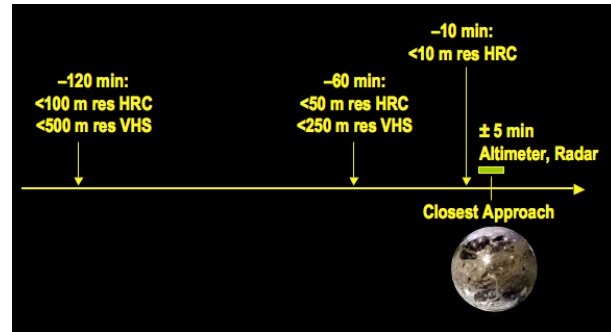 –120 min:
<100 m res HRC
<500 m res VHS
–60 min:
<50 m res HRC
<250 m res VHS
–10 min:
<10 m res HRC
± 5 min
Altimeter, Radar
Closest Approach